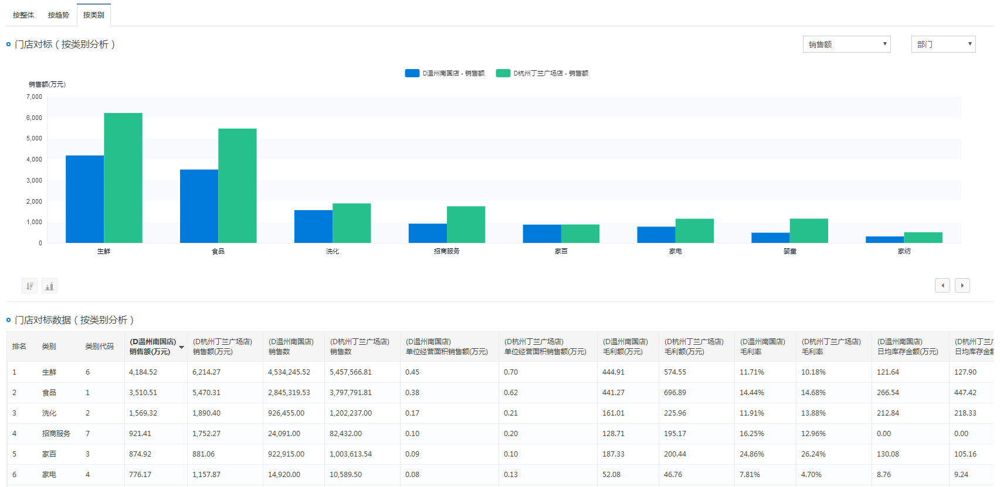 按整体 按趋势 按类别
门店对标（按类别分析）
销售额 部门
D温州南国店 - 销售额 D杭州丁兰广场店 - 销售额
销售额(万元)
7,000
6,000
5,000
4,000
3,000
2,000
1,000
0
生鲜 食品 洗化 招商服务 家百 家电 婴童 家纺
门店对标数据（按类别分析）
排名 类别 类别代码 (D温州南国店) 销售额(万元) (D杭州丁兰广场店) 销售额(万元) (D温州南国店) 销售数 (D杭州丁兰广场店) 销售数 (D温州南国店) 单位经营面积销售额(万元) (D杭州丁兰广场店) 单位经营面积销售额(万元) (D温州南国店) 毛利额(万元) (D杭州丁兰广场店) 毛利额(万元) (D温州南国店) 毛利率 (D杭州丁兰广场店) 毛利率 (D温州南国店) 日均库存金额(万元) (D杭州丁兰 日均库存金
1 生鲜 6 4,184.52 6,214.27 4,534,245.52 5,457,566.81 0.45 0.70 444.91 574.55 11.71% 10.18% 121.64 127.90
2 食品 1 3,510.51 5,470.31 2,845,319.53 3,797,791.81 0.38 0.62 441.27 696.89 14.44% 14.68% 266.54 447.42
3 洗化 2 1,569.32 1,890.40 926,455.00 1,202,237.00 0.17 0.21 161.01 225.96 11.91% 13.88% 212.84 218.33
4 招商服务 7 921.41 1,752.27 24,091.00 82,432.00 0.10 0.20 128.71 195.17 16.25% 12.96% 0.00 0.00
5 家百 3 874.92 881.06 922,915.00 1,003,613.54 0.09 0.10 187.33 200.44 24.86% 26.24% 130.08 105.16
6 家电 4 776.17 1,157.87 14,920.00 10,589.50 0.08 0.13 52.08 46.76 7.81% 4.70% 8.76 9.24